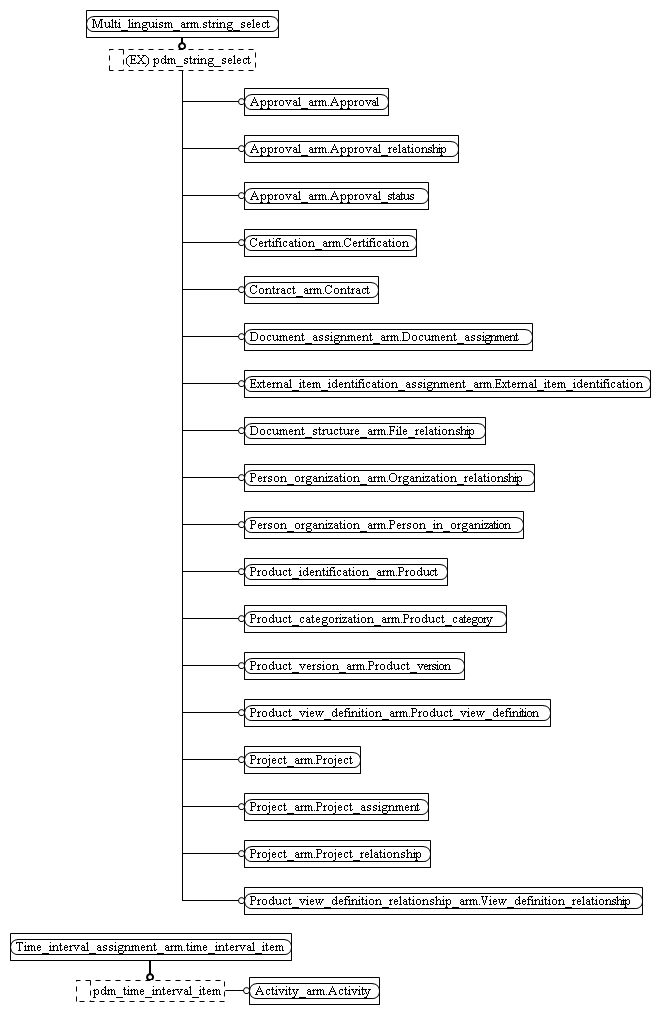 Multi_linguism_arm.string_select
(EX) pdm_string_select
Approval_arm.Approval
Approval_arm.Approval_relationship
Approval_arm.Approval_status
Certification_arm.Certification
Contract_arm.Contract
Document_assignment_arm.Document_assignment
External_item_identification_assignment_arm.External_item_identification
Document_structure_arm.File_relationship
Person_organization_arm.Organization_relationship
Person_organization_arm.Person_in_organization
Product_identification_arm.Product
Product_categorization_arm.Product_category
Product_version_arm.Product_version
Product_view_definition_arm.Product_view_definition
Project_arm.Project
Project_arm.Project_assignment
Project_arm.Project_relationship
Product_view_definition_relationship_arm.View_definition_relationship
Time_interval_assignment_arm.time_interval_item
pdm_time_interval_item
Activity_arm.Activity